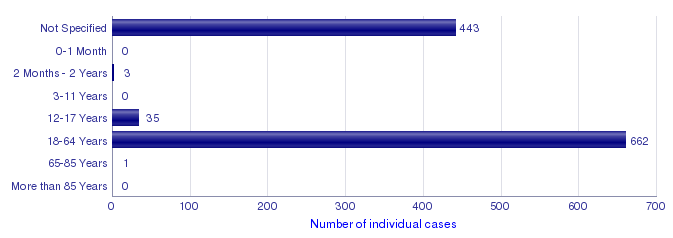 Not Specified 443
0-1 Month 0
2 Months - 2 Years 3
3-11 Years 0
12-17 Years 35
18-64 Years 662
65-85 Years 1
More than 85 Years 0
0 100 200 300 400 500 600 700
Number of individual cases